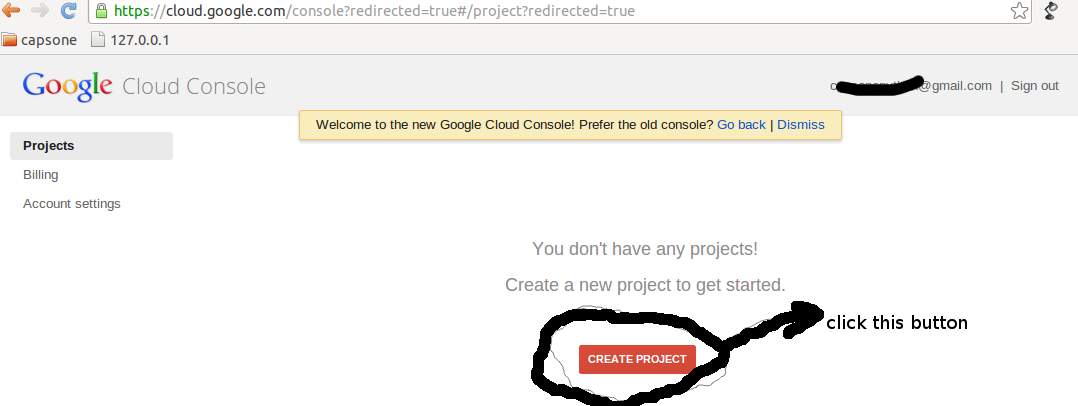 https://cloud.google.com/console?redirected=true#/project?redirected=true
capsone 127.0.0.1
Google Cloud Console
@gmail.com | Sign out
Welcome to the new Google Cloud Console! Prefer the old console? Go back | Dismiss
Projects
Billing
Account settings
You don't have any projects!
Create a new project to get started.
click this button
CREATE PROJECT